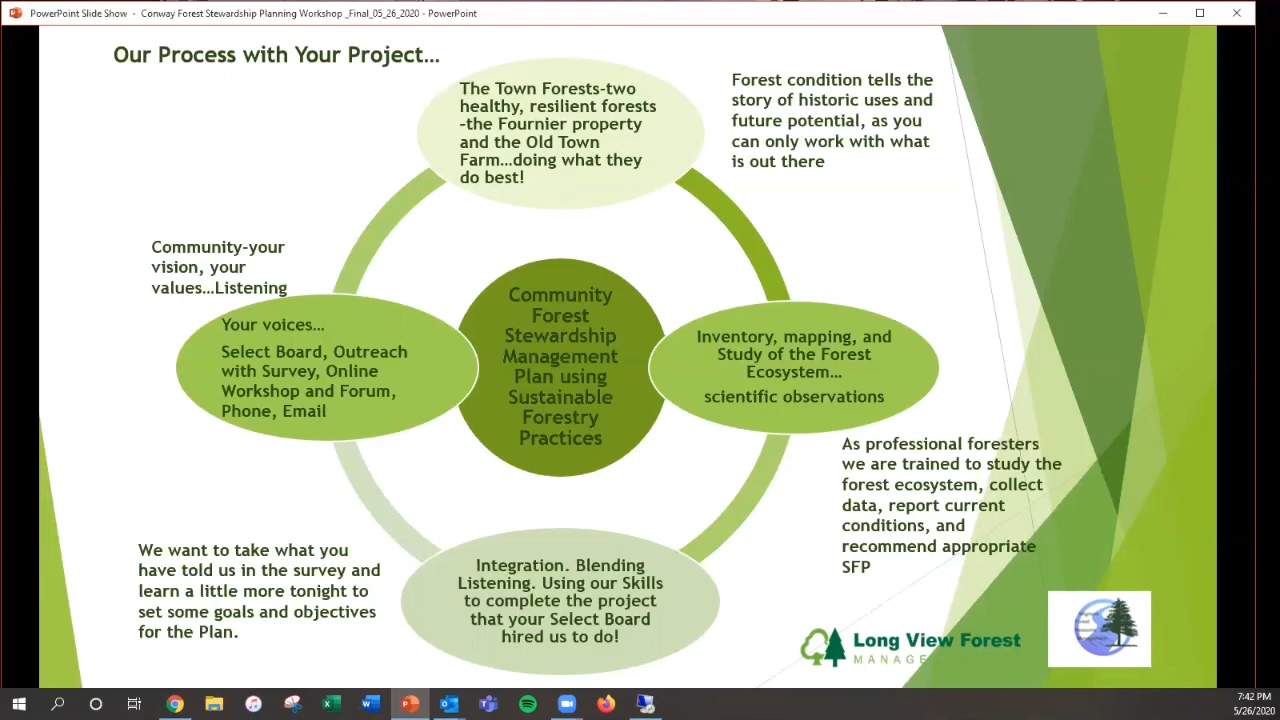 PowerPoint Slide Show - Conway Forest Stewardship Planning Workshop _Final_05_26_2020 - PowerPoint
Our Process with Your Project…
The Town Forests-two
healthy, resilient forests
-the Fournier property
and the Old Town
Farm…doing what they
do best!
Forest condition tells the
story of historic uses and
future potential, as you
can only work with what
is out there
Community-your
vision, your
values…Listening
Your voices…
Select Board, Outreach
with Survey, Online
Workshop and Forum,
Phone, Email
Community
Forest
Stewardship
Management
Plan using
Sustainable
Forestry
Practices
Inventory, mapping, and
Study of the Forest
Ecosystem…
scientific observations
As professional foresters
we are trained to study the
forest ecosystem, collect
data, report current
conditions, and
recommend appropriate
SFP
We want to take what you
have told us in the survey and
learn a little more tonight to
set some goals and objectives
for the Plan.
Integration. Blending
Listening. Using our Skills
to complete the project
that your Select Board
hired us to do!
Long View Forest
7:42 PM
5/26/2020